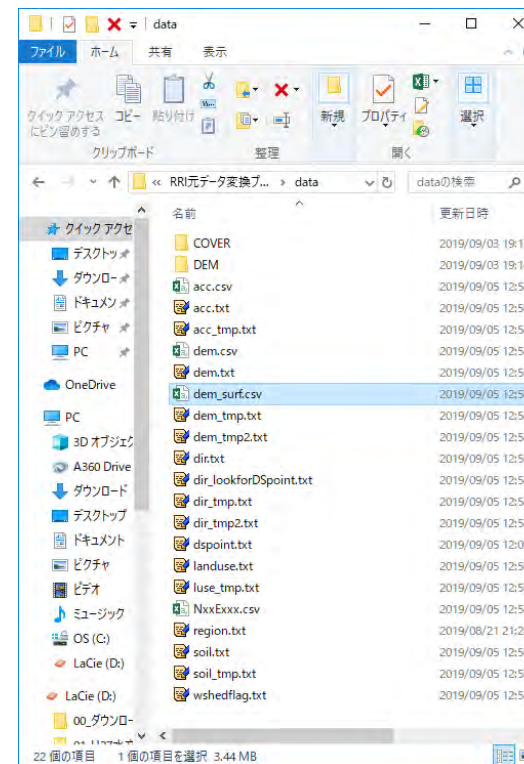 data
ファイル ホーム 共有 表示
クイック アクセス にピン留めする
コピー
貼り付け
新規
プロパティ
選択
クリップボード 整理 開く
« RRI元データ変換プ... › data
dataの検索
名前 更新日時
クイック アクセ
デスクトッ
ダウンロー
ドキュメン
ピクチャ
PC
OneDrive
PC
3D オブジェク
A360 Drive
ダウンロード
デスクトップ
ドキュメント
ピクチャ
ビデオ
ミュージック
OS (C:)
LaCie (D:)
LaCie (D:)
00_ダウンロ-
COVER 2019/09/03 19:1
DEM 2019/09/03 19:1
acc.csv 2019/09/05 12:5
acc.txt 2019/09/05 12:5
acc_tmp.txt 2019/09/05 12:5
dem.csv 2019/09/05 12:5
dem.txt 2019/09/05 12:5
dem_surf.csv 2019/09/05 12:5
dem_tmp.txt 2019/09/05 12:5
dem_tmp2.txt 2019/09/05 12:5
dir.txt 2019/09/05 12:5
dir_lookforDSpoint.txt 2019/09/05 12:5
dir_tmp.txt 2019/09/05 12:5
dir_tmp2.txt 2019/09/05 12:5
dspoint.txt 2019/09/05 12:0
landuse.txt 2019/09/05 12:5
luse_tmp.txt 2019/09/05 12:5
NxxExxx.csv 2019/09/05 12:5
region.txt 2019/08/21 21:2
soil.txt 2019/09/05 12:5
soil_tmp.txt 2019/09/05 12:5
wshedflag.txt 2019/09/05 12:5
22 個の項目 1 個の項目を選択 3.44 MB